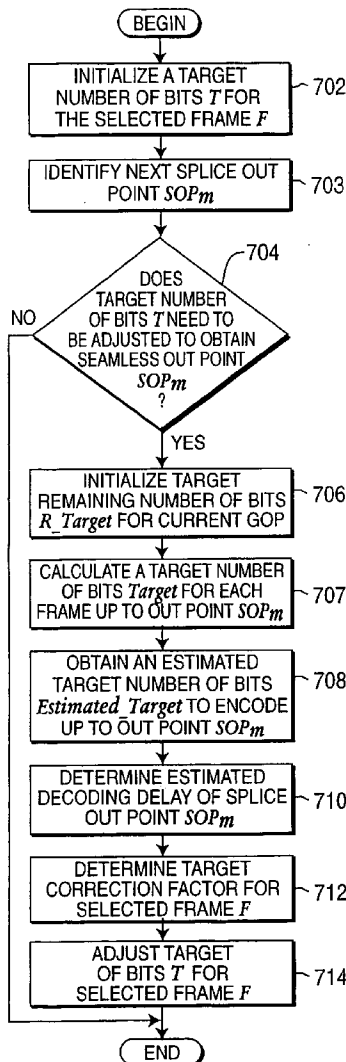 BEGIN
INITIALIZE A TARGET
NUMBER OF BITS T FOR
THE SELECTED FRAME F
702
IDENTIFY NEXT SPLICE OUT
POINT SOPm
703
704
DOES
TARGET NUMBER
OF BITS T NEED TO
BE ADJUSTED TO OBTAIN
SEAMLESS OUT POINT
SOPm
?
NO
YES
INITIALIZE TARGET
REMAINING NUMBER OF BITS
R_Target FOR CURRENT GOP
706
CALCULATE A TARGET NUMBER
OF BITS Target FOR EACH
FRAME UP TO OUT POINT SOPm
707
OBTAIN AN ESTIMATED
TARGET NUMBER OF BITS
Estimated_Target TO ENCODE
UP TO OUT POINT SOPm
708
DETERMINE ESTIMATED
DECODING DELAY OF SPLICE
OUT POINT SOPm
710
DETERMINE TARGET
CORRECTION FACTOR FOR
SELECTED FRAME F
712
ADJUST TARGET
OF BITS T FOR
SELECTED FRAME F
714
END